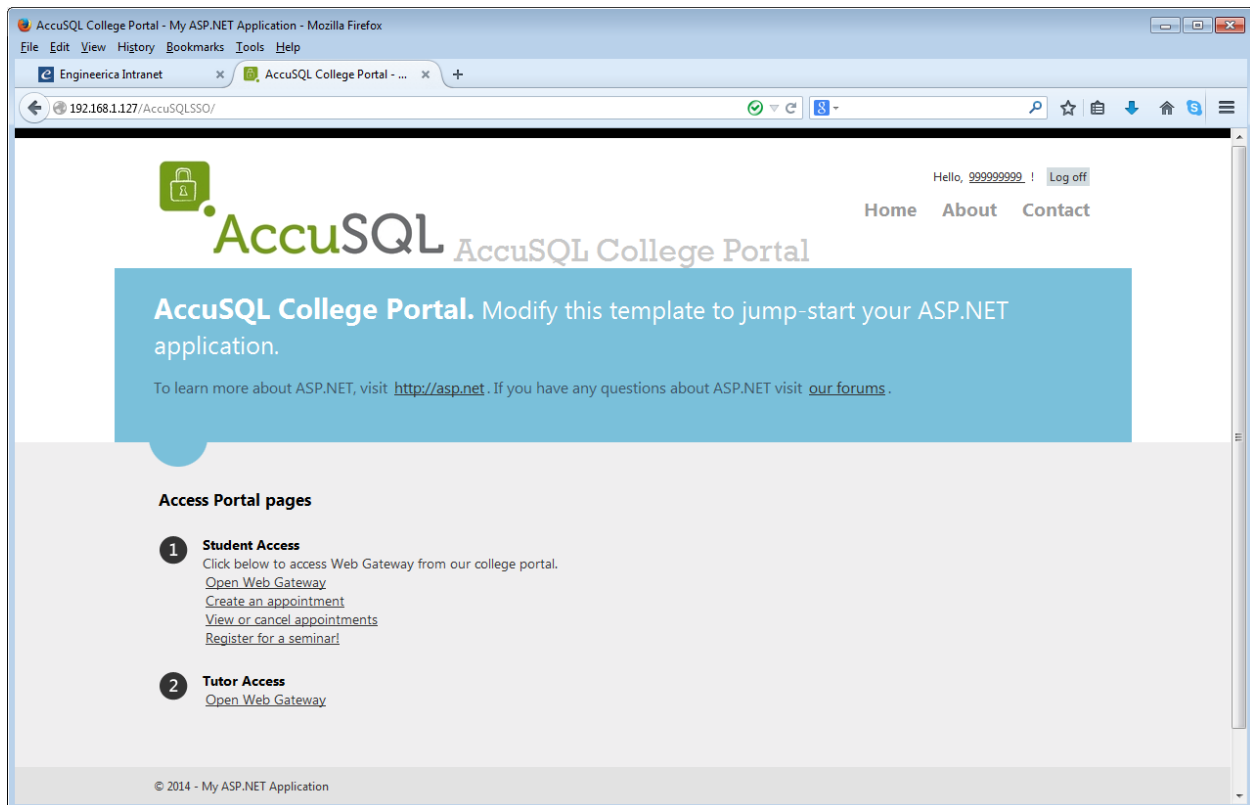 AccuSQL College Portal - My ASP.NET Application - Mozilla Firefox
File Edit View History Bookmarks Tools Help
Engineerica Intranet
AccuSQL College Portal - ...
192.168.1.127/AccuSQLSSO/
Hello, 999999999 ! Log off
Home About Contact
AccuSQL AccuSQL College Portal
AccuSQL College Portal. Modify this template to jump-start your ASP.NET
application.
To learn more about ASP.NET, visit http://asp.net. If you have any questions about ASP.NET visit our forums.
Access Portal pages
1 Student Access
Click below to access Web Gateway from our college portal.
Open Web Gateway
Create an appointment
View or cancel appointments
Register for a seminar!
2 Tutor Access
Open Web Gateway
© 2014 - My ASP.NET Application